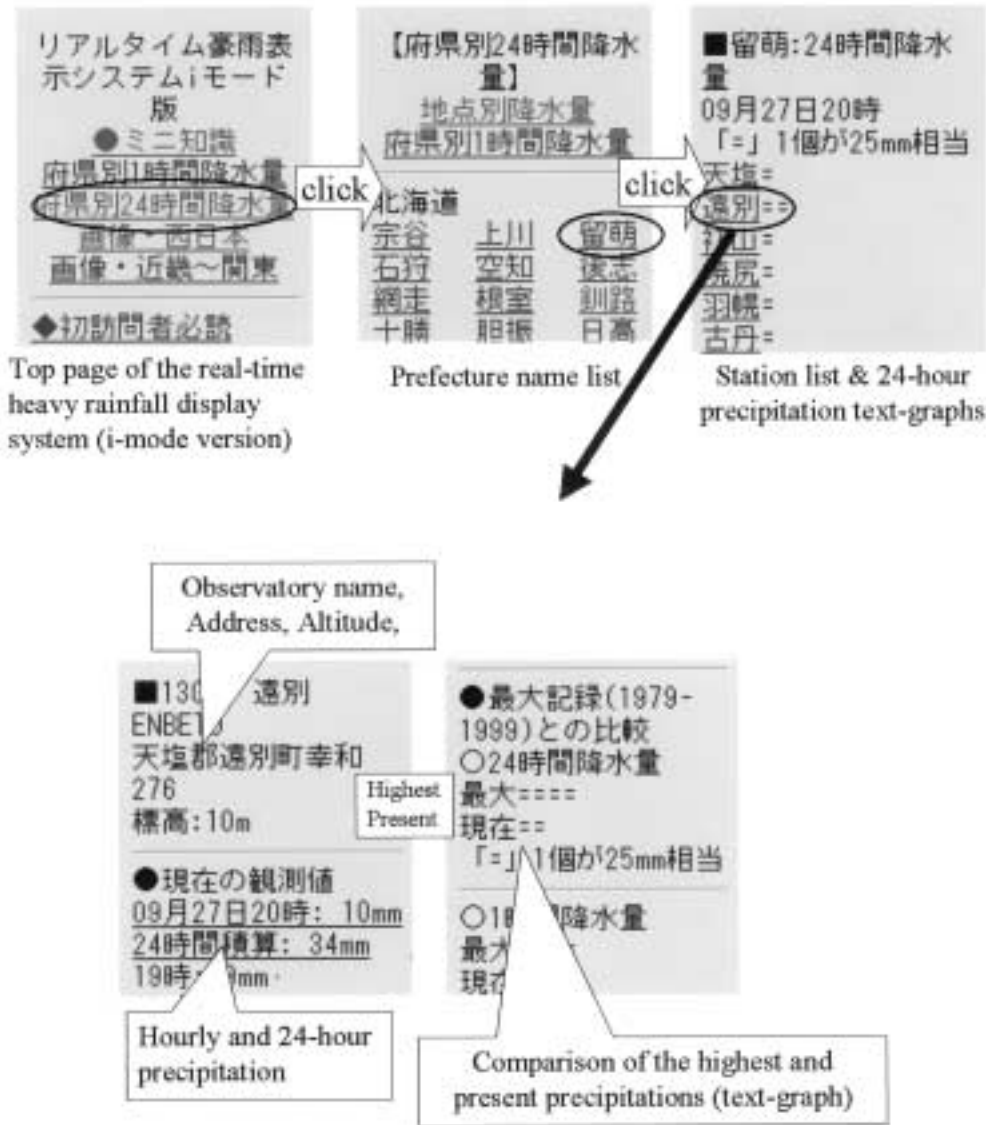 リアルタイム豪雨表
示システムiモード
版
●ミニ知識
府県別1時間降水量
府県別24時間降水量
画像～西日本
画像・近畿～関東
◆初訪問者必読
click
【府県別24時間降水
量】
地点別降水量
府県別1時間降水量
北海道
宗谷 上川 留萌
石狩 空知 後志
網走 根室 釧路
十勝 胆振 日高
click
■留萌:24時間降水
量
09月27日20時
「=」1個が25mm相当
天塩=
遠別==
焼尻=
羽幌=
古丹=
Top page of the real-time
heavy rainfall display
system (i-mode version)
Prefecture name list
Station list & 24-hour
precipitation text-graphs
Observatory name,
Address, Altitude,
遠別
天塩郡遠別町幸和
276
標高:10m
●現在の観測値
09月27日20時: 10mm
24時間積算: 34mm
19時
Highest
Present
●最大記録(1979-
1999)との比較
○24時間降水量
最大====
現在==
「=」1個が25mm相当
降水量
Hourly and 24-hour
precipitation
Comparison of the highest and
present precipitations (text-graph)